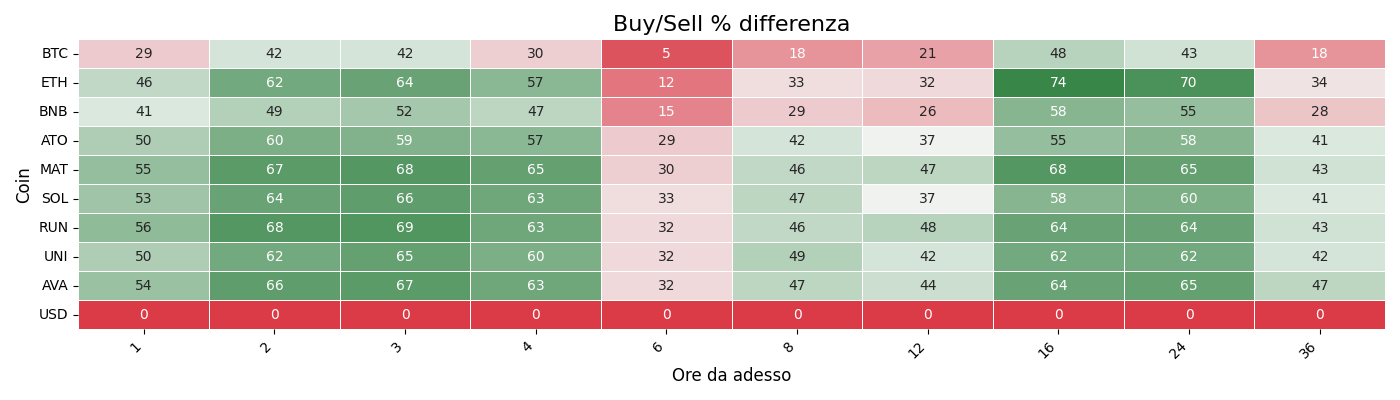 Buy/Sell % differenza
BTC 29 42 42 30 5 18 21 48 43 18
ETH 46 62 64 57 12 33 32 74 70 34
BNB 41 49 52 47 15 29 26 58 55 28
ATO 50 60 59 57 29 42 37 55 58 41
MAT 55 67 68 65 30 46 47 68 65 43
SOL 53 64 66 63 33 47 37 58 60 41
RUN 56 68 69 63 32 46 48 64 64 43
UNI 50 62 65 60 32 49 42 62 62 42
AVA 54 66 67 63 32 47 44 64 65 47
USD 0 0 0 0 0 0 0 0 0 0
1 2 3 4 6 8 12 16 24 36
Coin
Ore da adesso